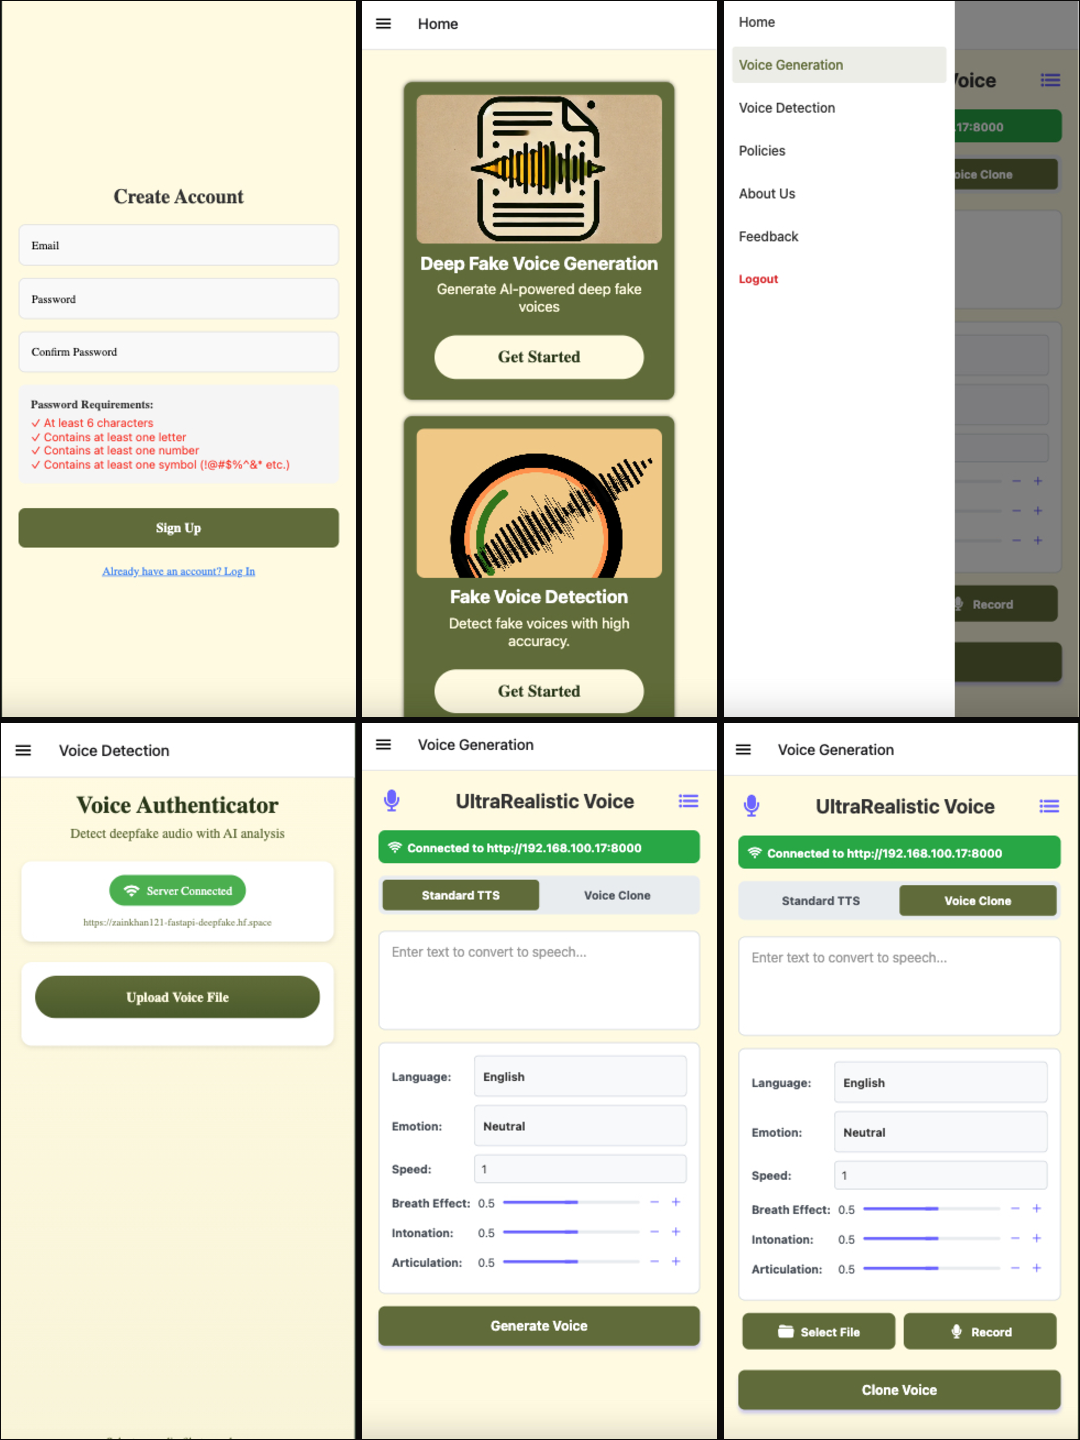 Create Account
Email
Password
Confirm Password
Password Requirements:
✓ At least 6 characters
✓ Contains at least one letter
✓ Contains at least one number
✓ Contains at least one symbol (!@#$%^&* etc.)
Sign Up
Already have an account? Log In
Home
Deep Fake Voice Generation
Generate AI-powered deep fake
voices
Get Started
Fake Voice Detection
Detect fake voices with high
accuracy.
Get Started
Home
Voice Generation
Voice Detection
Policies
About Us
Feedback
Logout
Voice
.17:8000
oice Clone
Record
Voice Detection
Voice Authenticator
Detect deepfake audio with AI analysis
Server Connected
https://zainkhan121-fastapi-deepfake.hf.space
Upload Voice File
Voice Generation
UltraRealistic Voice
Connected to http://192.168.100.17:8000
Standard TTS Voice Clone
Enter text to convert to speech...
Language: English
Emotion: Neutral
Speed: 1
Breath Effect: 0.5 − +
Intonation: 0.5 − +
Articulation: 0.5 − +
Generate Voice
Voice Generation
UltraRealistic Voice
Connected to http://192.168.100.17:8000
Standard TTS Voice Clone
Enter text to convert to speech...
Language: English
Emotion: Neutral
Speed: 1
Breath Effect: 0.5 − +
Intonation: 0.5 − +
Articulation: 0.5 − +
Select File Record
Clone Voice